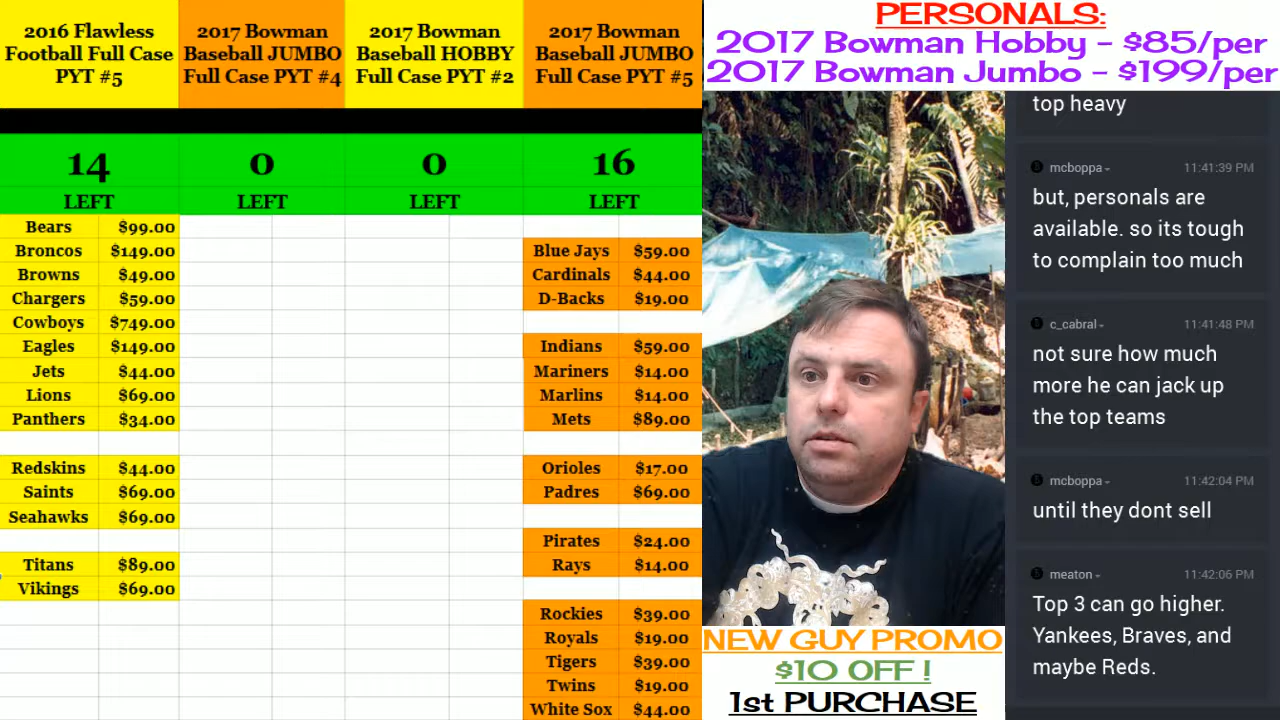 2016 Flawless
Football Full Case
PYT #5
2017 Bowman
Baseball JUMBO
Full Case PYT #4
2017 Bowman
Baseball HOBBY
Full Case PYT #2
2017 Bowman
Baseball JUMBO
Full Case PYT #5
14
LEFT
0
LEFT
0
LEFT
16
LEFT
Bears $99.00
Broncos $149.00
Browns $49.00
Chargers $59.00
Cowboys $749.00
Eagles $149.00
Jets $44.00
Lions $69.00
Panthers $34.00
Redskins $44.00
Saints $69.00
Seahawks $69.00
Titans $89.00
Vikings $69.00
Blue Jays $59.00
Cardinals $44.00
D-Backs $19.00
Indians $59.00
Mariners $14.00
Marlins $14.00
Mets $89.00
Orioles $17.00
Padres $69.00
Pirates $24.00
Rays $14.00
Rockies $39.00
Royals $19.00
Tigers $39.00
Twins $19.00
White Sox $44.00
PERSONALS:
2017 Bowman Hobby - $85/per
2017 Bowman Jumbo - $199/per
NEW GUY PROMO
$10 OFF !
1st PURCHASE
top heavy
mcboppa 11:41:39 PM
but, personals are
available. so its tough
to complain too much
c_cabral 11:41:48 PM
not sure how much
more he can jack up
the top teams
mcboppa 11:42:04 PM
until they dont sell
meaton 11:42:06 PM
Top 3 can go higher.
Yankees, Braves, and
maybe Reds.